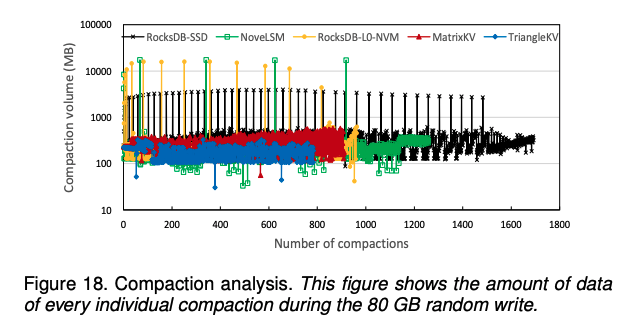 100000
RocksDB-SSD NovelLSM RocksDB-L0-NVM MatrixKV TriangleKV
10000
1000
100
10
Compaction volume (MB)
0 200 400 600 800 1000 1200 1400 1600 1800
Number of compactions
Figure 18. Compaction analysis. This figure shows the amount of data
of every individual compaction during the 80 GB random write.